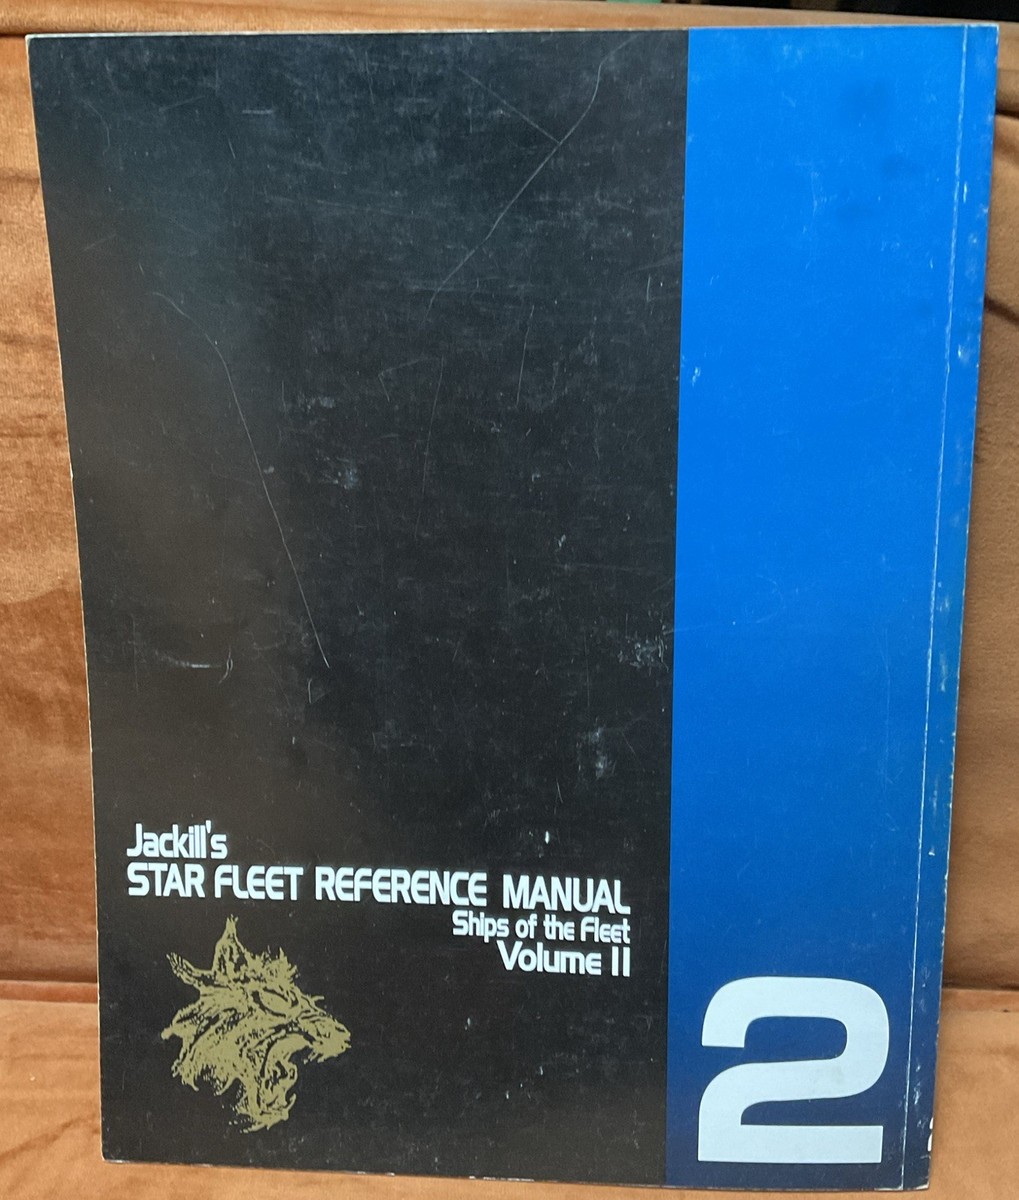 Jackill's
STAR FLEET REFERENCE MANUAL
Ships of the Fleet
Volume II
2